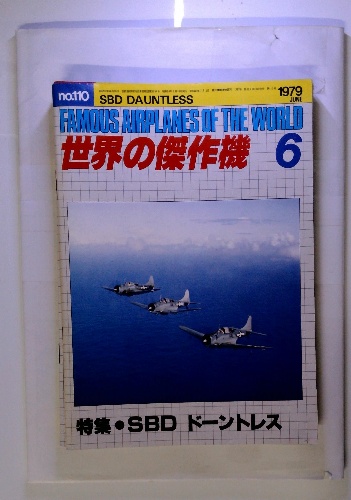 no.110
SBD DAUNTLESS
1979
JUNE
FAMOUS AIRPLANES OF THE WORLD
世界の傑作機 6
特集●SBD ドーントレス